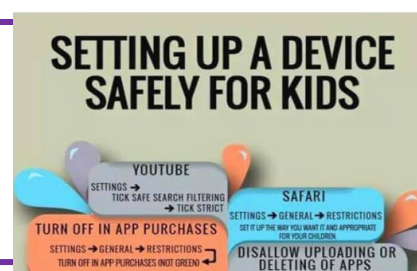 SETTING UP A DEVICE
SAFELY FOR KIDS
YOUTUBE
SETTINGS →
TICK SAFE SEARCH FILTERING
→ TICK STRICT
SAFARI
SETTINGS → GENERAL → RESTRICTIONS
SET IT UP THE WAY YOU WANT IT AND APPROPRIATE
FOR YOUR CHILDREN.
TURN OFF IN APP PURCHASES
SETTINGS → GENERAL → RESTRICTIONS
TURN OFF IN APP PURCHASES (NOT GREEN)
DISALLOW UPLOADING OR
DELETING OF APPS